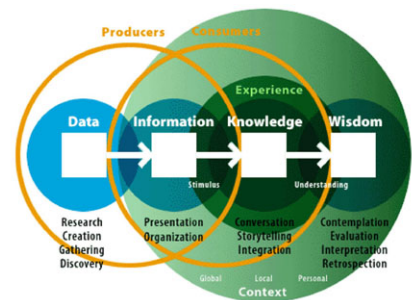 Producers
Consumers
Experience
Data
Information
Knowledge
Wisdom
Stimulus
Understanding
Research
Creation
Gathering
Discovery
Presentation
Organization
Conversation
Storytelling
Integration
Contemplation
Evaluation
Interpretation
Retrospection
Global
Local
Personal
Context